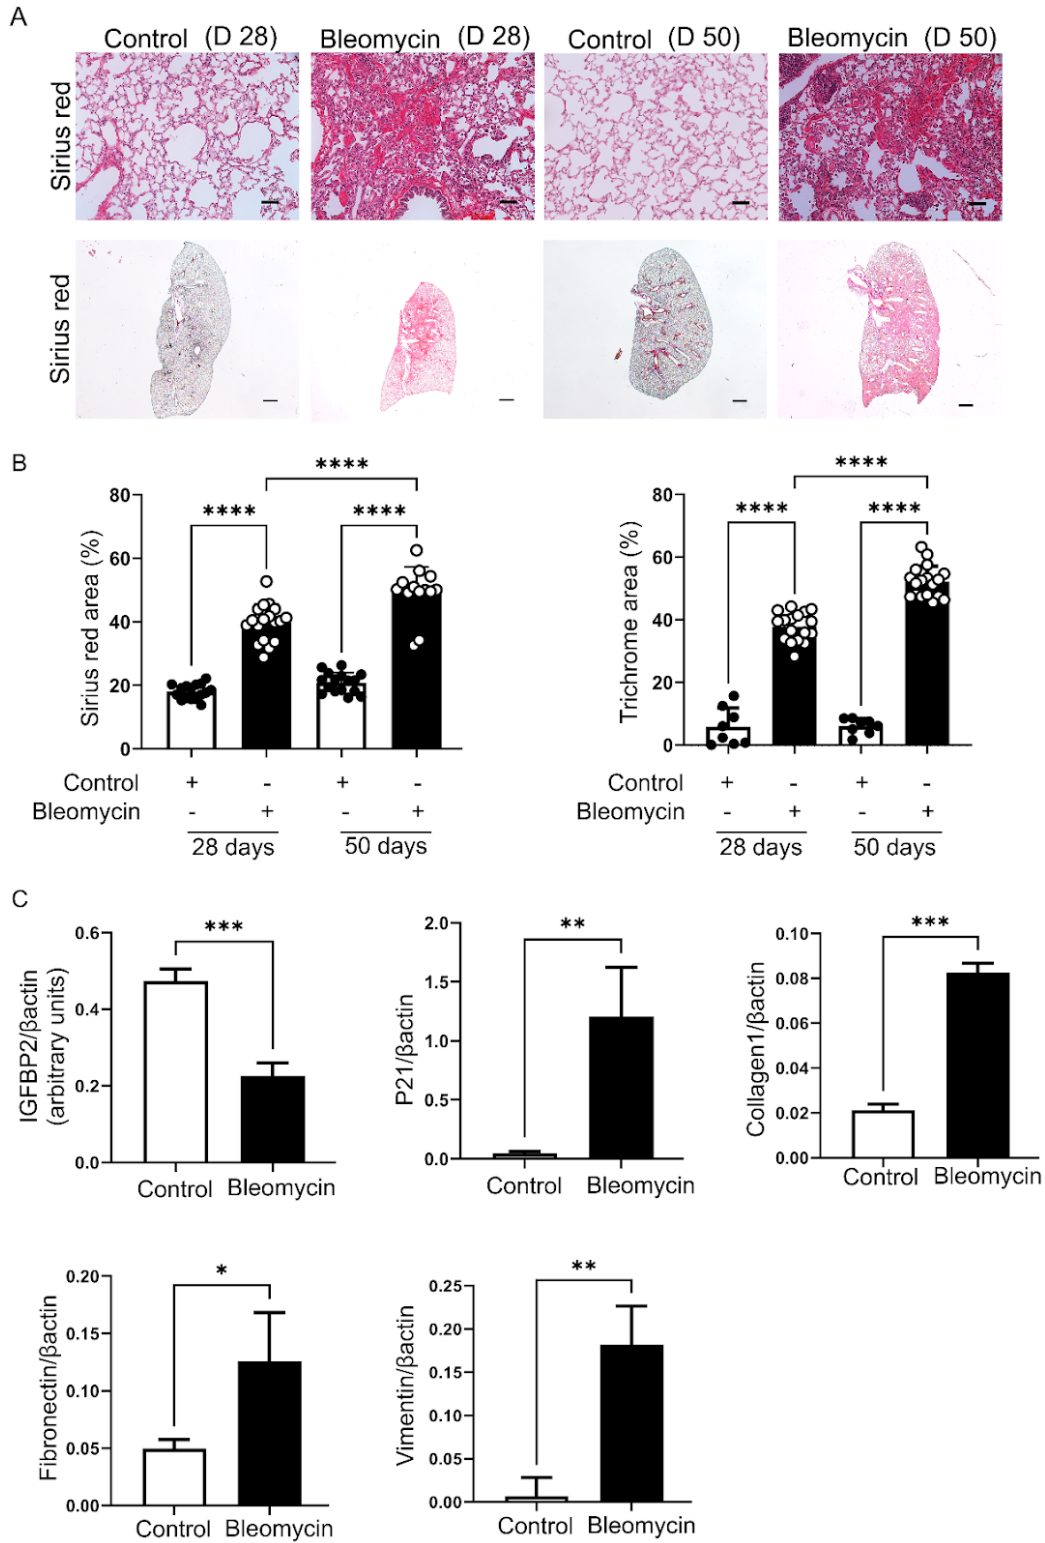 A
Control (D 28)
Bleomycin (D 28)
Control (D 50)
Bleomycin (D 50)
Sirius red
Sirius red
B
Sirius red area (%)
80
60
40
20
0
****
****
****
Control + - + -
Bleomycin - + - +
28 days 50 days
Trichrome area (%)
80
60
40
20
0
****
****
****
+ - + -
- + - +
28 days 50 days
C
IGFBP2/βactin
(arbitrary units)
0.6
0.4
0.2
0.0
***
Control Bleomycin
P21/βactin
2.0
1.5
1.0
0.5
0.0
**
Control Bleomycin
Collagen1/βactin
0.10
0.08
0.06
0.04
0.02
0.00
***
Control Bleomycin
Fibronectin/βactin
0.20
0.15
0.10
0.05
0.00
*
Control Bleomycin
Vimentin/βactin
0.25
0.20
0.15
0.10
0.05
0.00
**
Control Bleomycin